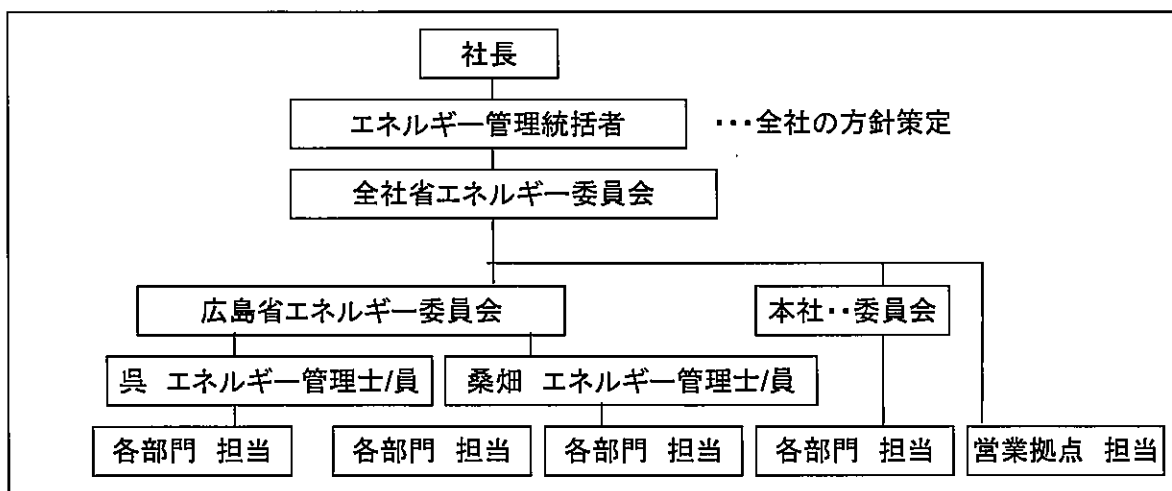 社長
エネルギー管理統括者 ・・・全社の方針策定
全社省エネルギー委員会
広島省エネルギー委員会 本社・・委員会
呉 エネルギー管理士/員 桑畑 エネルギー管理士/員
各部門 担当 各部門 担当 各部門 担当 各部門 担当 営業拠点 担当